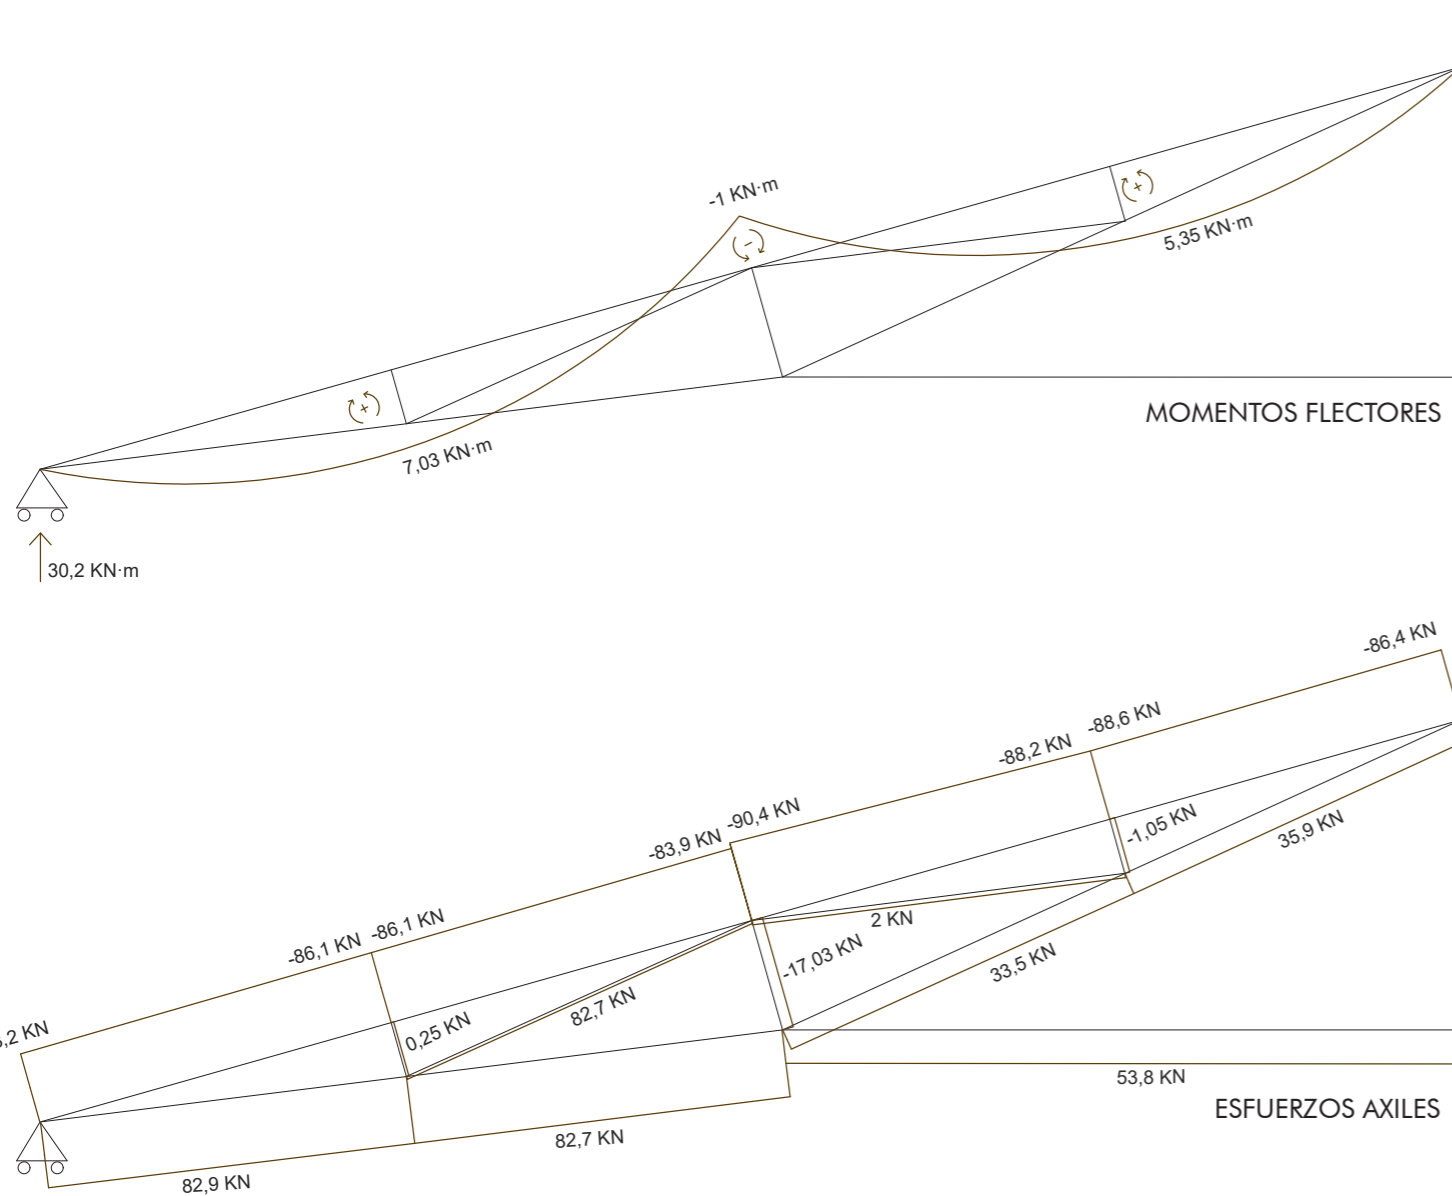 -1 KN·m
5,35 KN·m
MOMENTOS FLECTORES
7,03 KN·m
30,2 KN·m
-86,4 KN
-88,6 KN
-88,2 KN
-90,4 KN
-83,9 KN
-1,05 KN
35,9 KN
-86,1 KN
-86,1 KN
2 KN
-17,03 KN
33,5 KN
82,7 KN
,2 KN
0,25 KN
53,8 KN
ESFUERZOS AXILES
82,7 KN
82,9 KN